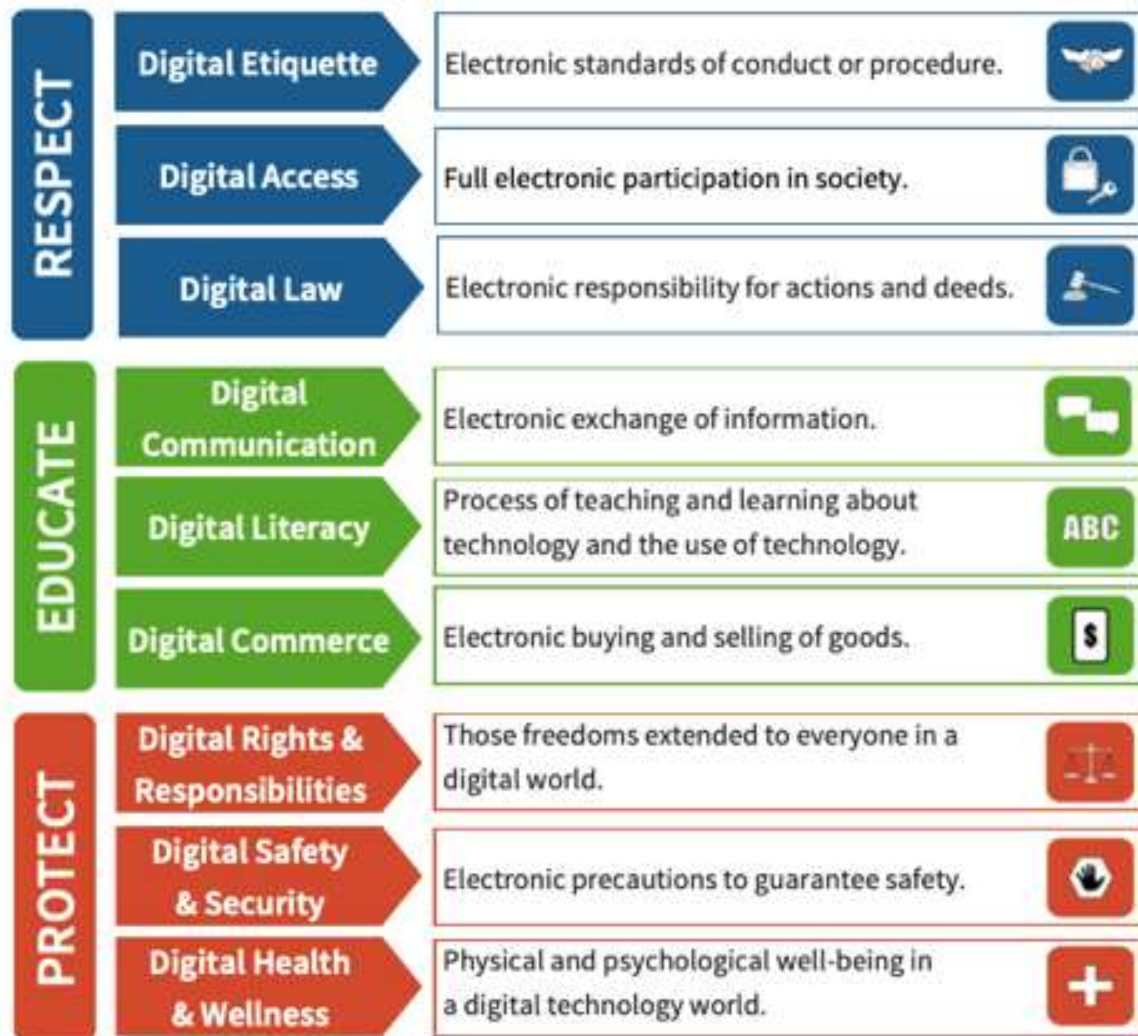 RESPECT
Digital Etiquette
Electronic standards of conduct or procedure.
Digital Access
Full electronic participation in society.
Digital Law
Electronic responsibility for actions and deeds.
EDUCATE
Digital
Communication
Electronic exchange of information.
Digital Literacy
Process of teaching and learning about
technology and the use of technology.
ABC
Digital Commerce
Electronic buying and selling of goods.
$
PROTECT
Digital Rights &
Responsibilities
Those freedoms extended to everyone in a
digital world.
Digital Safety
& Security
Electronic precautions to guarantee safety.
Digital Health
& Wellness
Physical and psychological well-being in
a digital technology world.